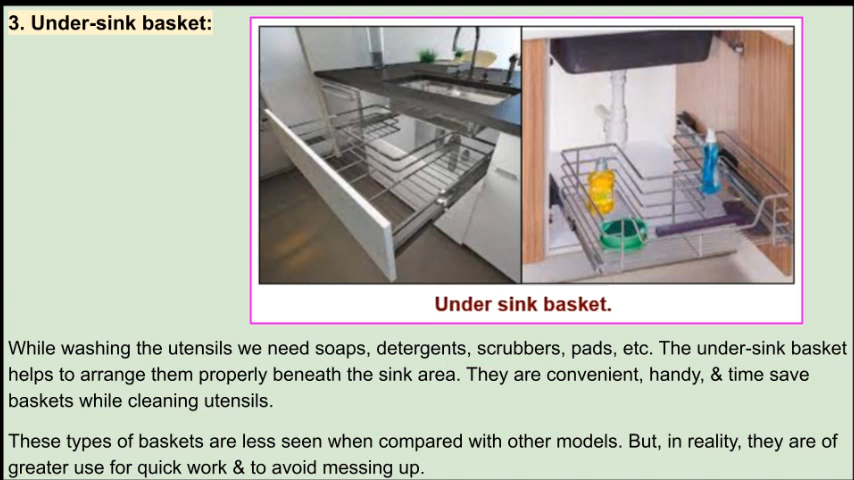 3. Under-sink basket:
Under sink basket.
While washing the utensils we need soaps, detergents, scrubbers, pads, etc. The under-sink basket
helps to arrange them properly beneath the sink area. They are convenient, handy, & time save
baskets while cleaning utensils.
These types of baskets are less seen when compared with other models. But, in reality, they are of
greater use for quick work & to avoid messing up.